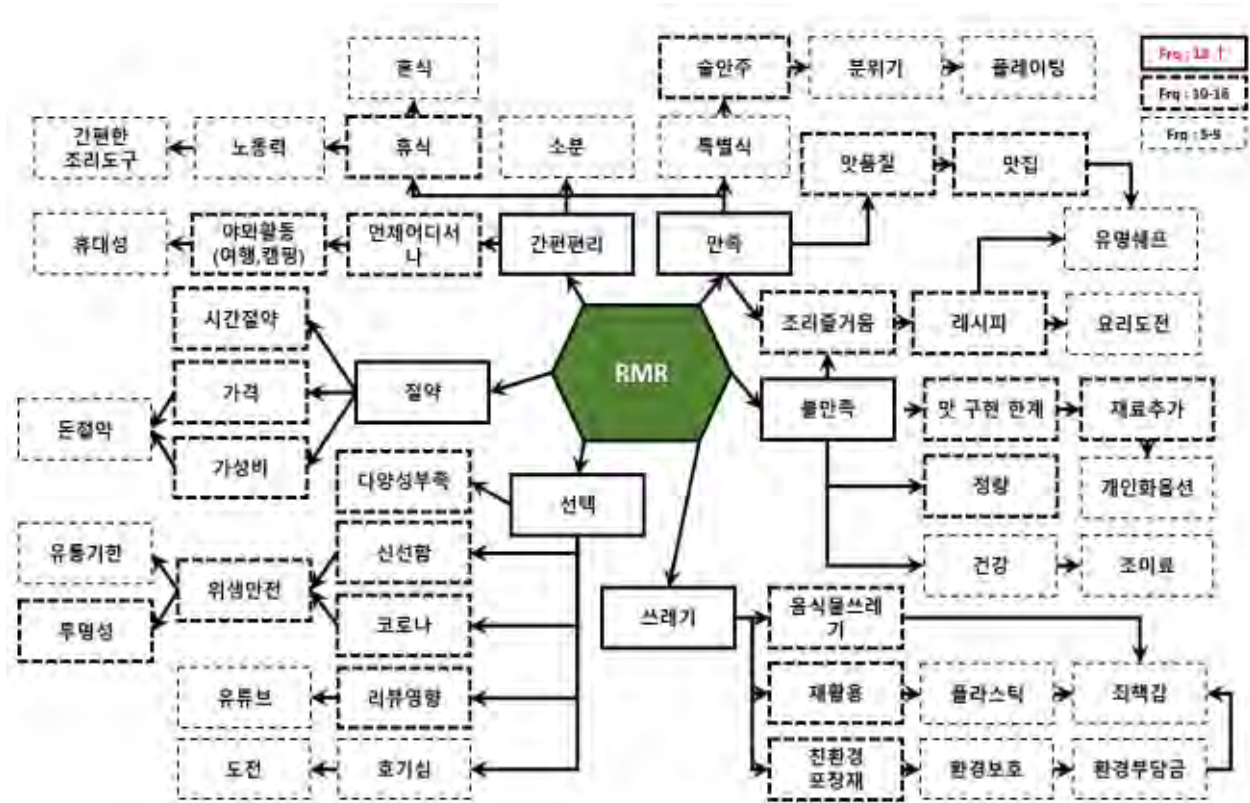 혼식
술안주
분위기
플레이팅
간편한
조리도구
노동력
휴식
소분
특별식
맛품질
맛집
휴대성
야외활동
(여행,캠핑)
언제어디서
나
간편편리
만족
유명쉐프
시간절약
RMR
조리즐거움
레시피
요리도전
돈절약
가격
절약
불만족
맛 구현 한계
재료추가
가성비
다양성부족
선택
정량
개인화옵션
유통기한
신선함
위생안전
건강
조미료
투명성
코로나
쓰레기
음식물쓰레
기
유튜브
리뷰영향
재활용
플라스틱
죄책감
도전
호기심
친환경
포장재
환경보호
환경부담금